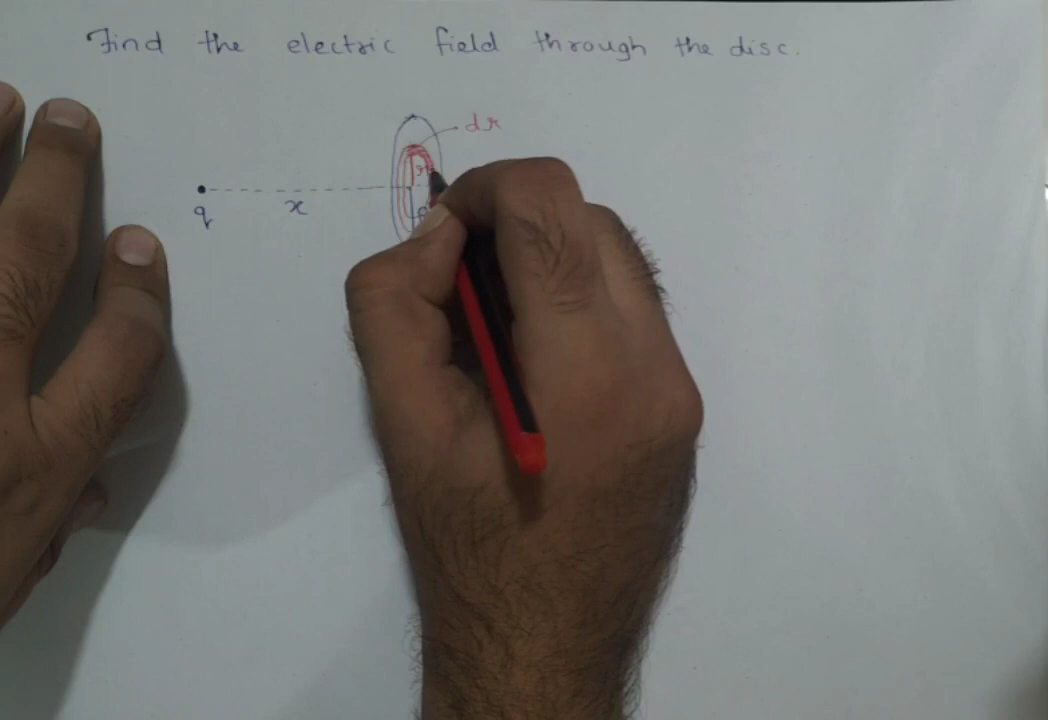 Find the electric field through the disc.
dr
r
q x